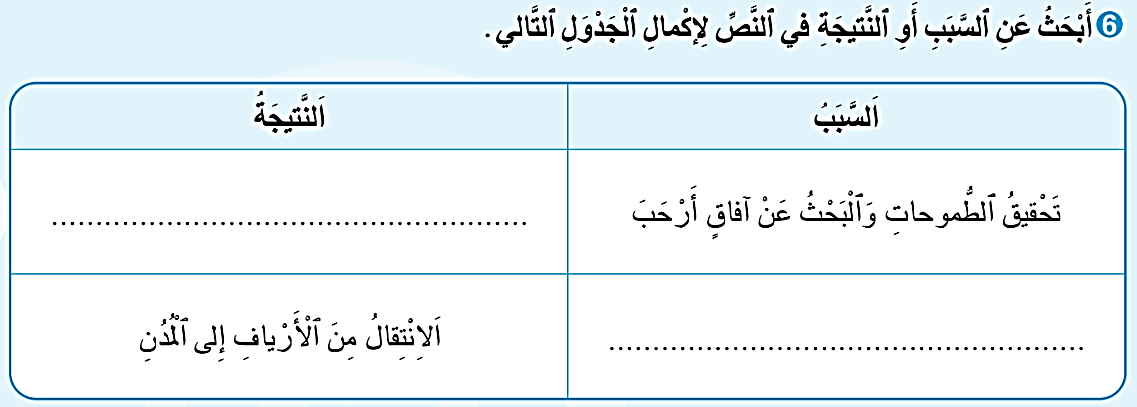 6 أَبْحَثُ عَنِ ٱلسَّبَبِ أَوِ ٱلنَّتيجَةِ في ٱلنَّصِّ لِإكْمالِ ٱلْجَدْوَلِ ٱلتَّالي.
اَلسَّبَبُ اَلنَّتيجَةُ
تَحْقيقُ ٱلطُّموحاتِ وَٱلْبَحْثُ عَنْ آفاقٍ أَرْحَبَ ......................................................
...................................................... اَلِانْتِقالُ مِنَ ٱلْأَرْيافِ إِلى ٱلْمُدُنِ